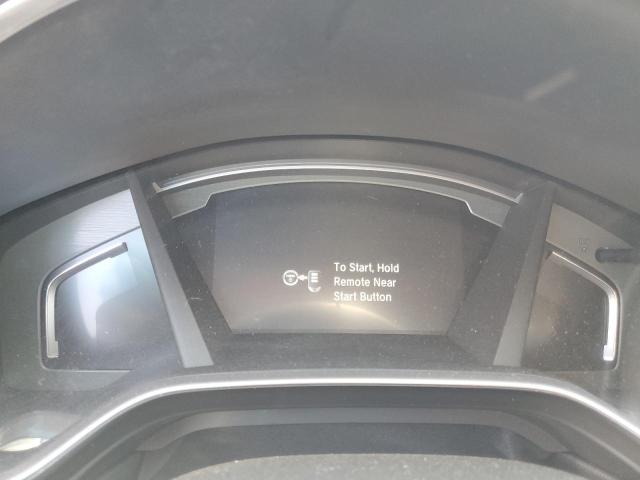 To Start, Hold
Remote Near
Start Button